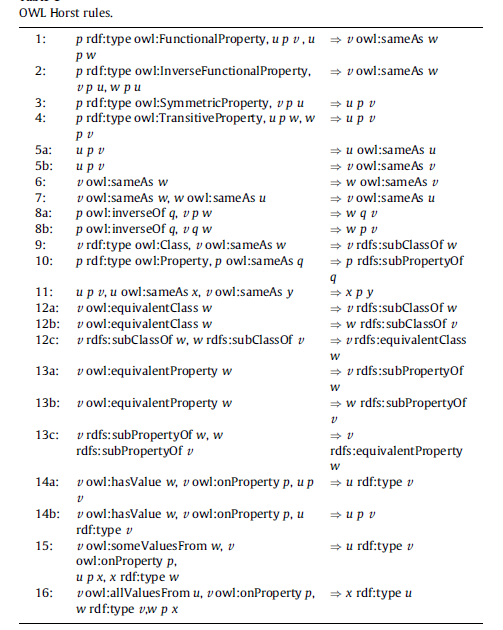 OWL Horst rules.
1: p rdf:type owl:FunctionalProperty, u p v , u ⇒ v owl:sameAs w
p w
2: p rdf:type owl:InverseFunctionalProperty, ⇒ v owl:sameAs w
v p u, w p u
3: p rdf:type owl:SymmetricProperty, v p u ⇒ u p v
4: p rdf:type owl:TransitiveProperty, u p w, w ⇒ u p v
p v
5a: u p v ⇒ u owl:sameAs u
5b: u p v ⇒ v owl:sameAs v
6: v owl:sameAs w ⇒ w owl:sameAs v
7: v owl:sameAs w, w owl:sameAs u ⇒ v owl:sameAs u
8a: p owl:inverseOf q, v p w ⇒ w q v
8b: p owl:inverseOf q, v q w ⇒ w p v
9: v rdf:type owl:Class, v owl:sameAs w ⇒ v rdfs:subClassOf w
10: p rdf:type owl:Property, p owl:sameAs q ⇒ p rdfs:subPropertyOf
q
11: u p v, u owl:sameAs x, v owl:sameAs y ⇒ x p y
12a: v owl:equivalentClass w ⇒ v rdfs:subClassOf w
12b: v owl:equivalentClass w ⇒ w rdfs:subClassOf v
12c: v rdfs:subClassOf w, w rdfs:subClassOf v ⇒ v rdfs:equivalentClass
w
13a: v owl:equivalentProperty w ⇒ v rdfs:subPropertyOf
w
13b: v owl:equivalentProperty w ⇒ w rdfs:subPropertyOf
v
13c: v rdfs:subPropertyOf w, w ⇒ v
rdfs:subPropertyOf v rdfs:equivalentProperty
w
14a: v owl:hasValue w, v owl:onProperty p, u p ⇒ u rdf:type v
v
14b: v owl:hasValue w, v owl:onProperty p, u ⇒ u p v
rdf:type v
15: v owl:someValuesFrom w, v ⇒ u rdf:type v
owl:onProperty p,
u p x, x rdf:type w
16: v owl:allValuesFrom u, v owl:onProperty p, ⇒ x rdf:type u
w rdf:type v,w p x